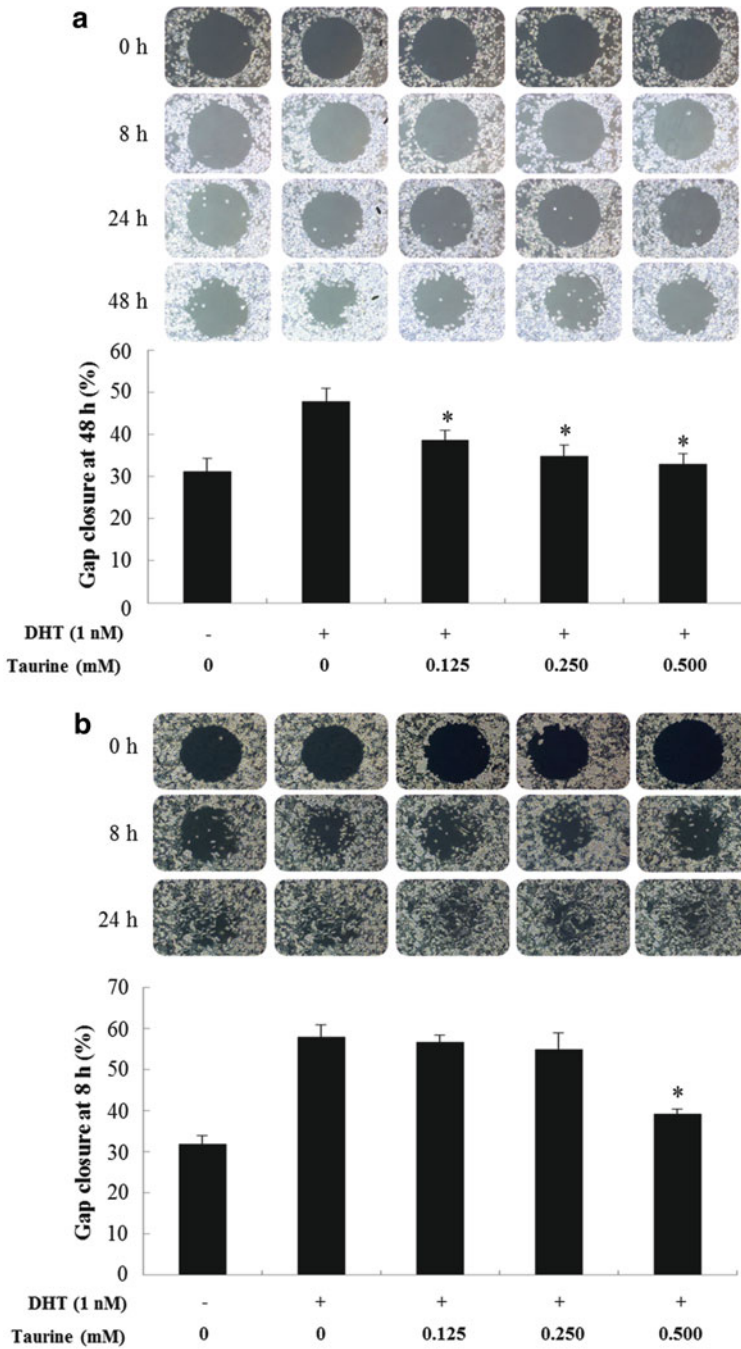 a
0 h
8 h
24 h
48 h
Gap closure at 48 h (%)
60
50
40
30
20
10
0
*
*
*
DHT (1 nM) - + + + +
Taurine (mM) 0 0 0.125 0.250 0.500
b
0 h
8 h
24 h
Gap closure at 8 h (%)
70
60
50
40
30
20
10
0
*
DHT (1 nM) - + + + +
Taurine (mM) 0 0 0.125 0.250 0.500